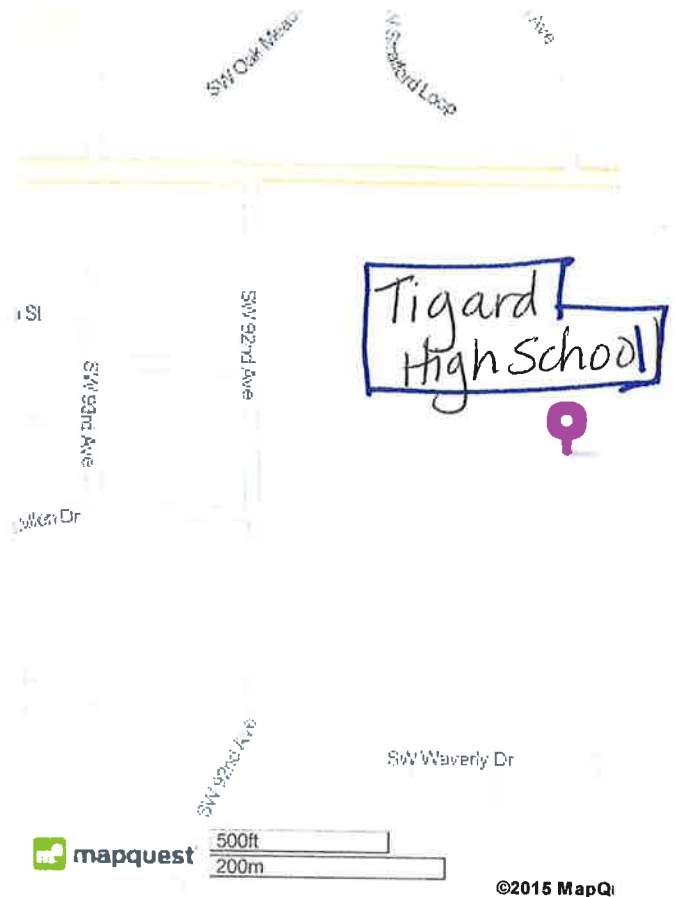 SW Oak Mead
Stratford Loop
Ave
St
SW 92nd Ave
SW 93rd Ave
Tigard
High School
Dr
SW 92nd Ave
SW Waverly Dr
mapquest
500ft
200m
©2015 MapQ